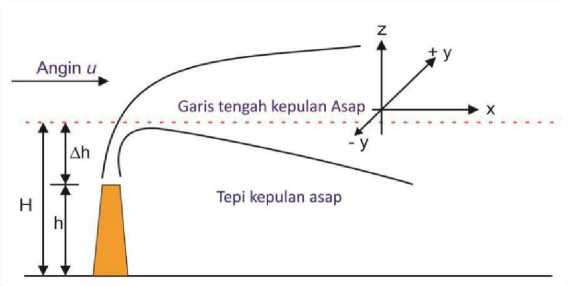 z
+ y
Angin u
Garis tengah kepulan Asap
x
- y
Δh
Tepi kepulan asap
H
h